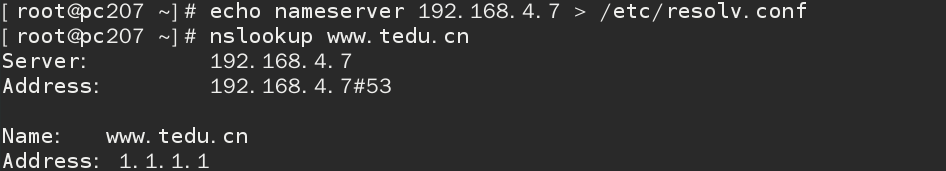 [root@pc207 ~]# echo nameserver 192.168.4.7 > /etc/resolv.conf
[root@pc207 ~]# nslookup www.tedu.cn
Server:         192.168.4.7
Address:        192.168.4.7#53
Name:   www.tedu.cn
Address: 1.1.1.1